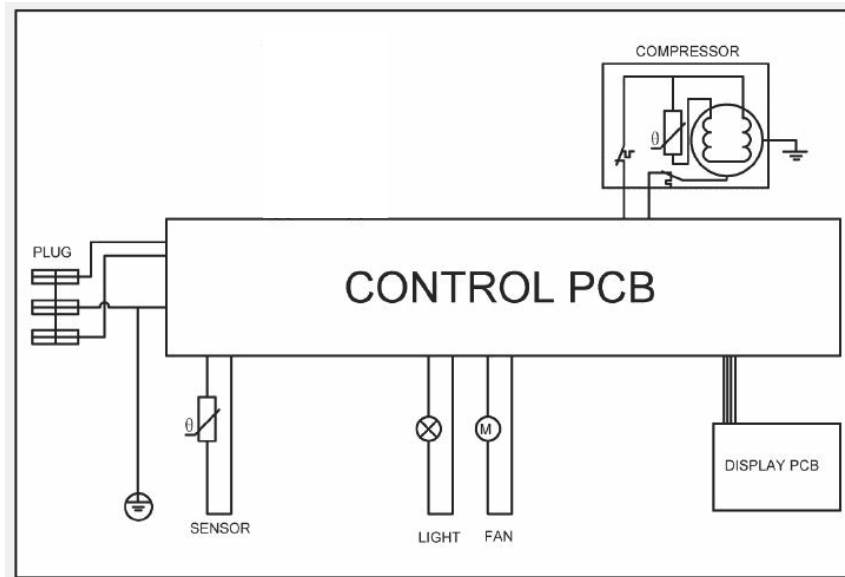 COMPRESSOR
θ
PLUG
CONTROL PCB
θ
M
DISPLAY PCB
SENSOR
LIGHT
FAN